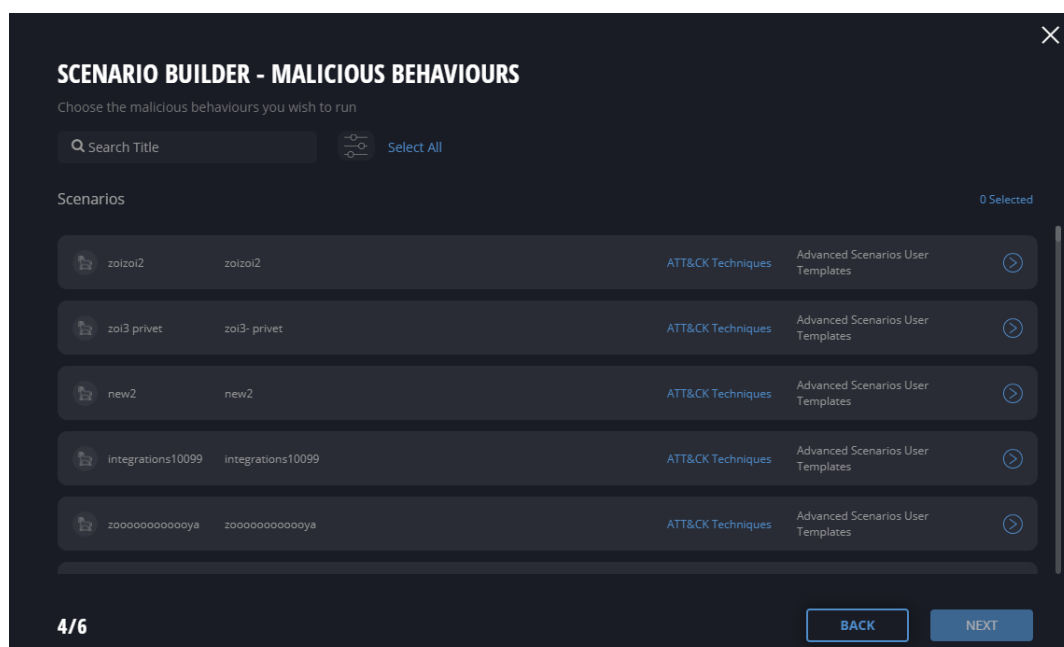 SCENARIO BUILDER - MALICIOUS BEHAVIOURS
Choose the malicious behaviours you wish to run
Search Title
Select All
Scenarios
0 Selected
zoizoi2 zoizoi2 ATT&CK Techniques Advanced Scenarios User
Templates
zoi3 privet zoi3- privet ATT&CK Techniques Advanced Scenarios User
Templates
new2 new2 ATT&CK Techniques Advanced Scenarios User
Templates
integrations10099 integrations10099 ATT&CK Techniques Advanced Scenarios User
Templates
zoooooooooooya zoooooooooooya ATT&CK Techniques Advanced Scenarios User
Templates
4/6
BACK
NEXT